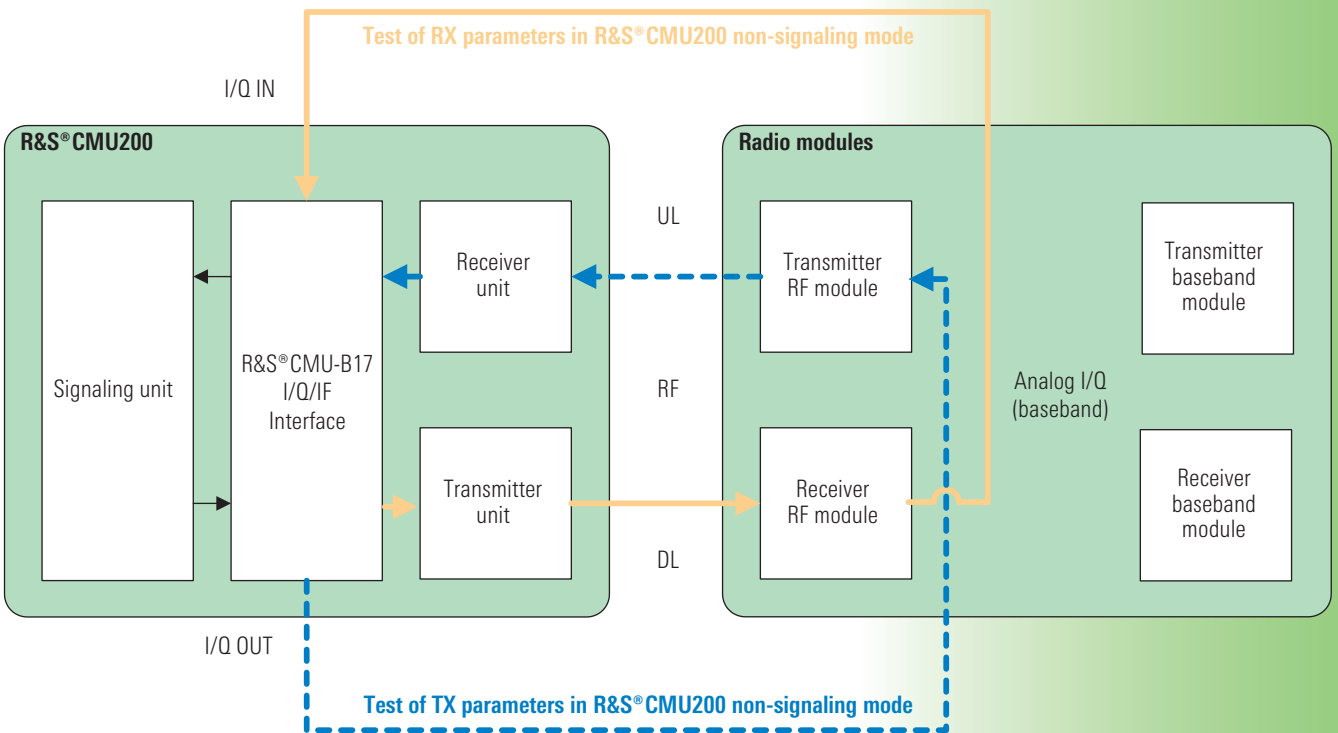 Test of RX parameters in R&S®CMU200 non-signaling mode
I/Q IN
R&S®CMU200
Radio modules
Signaling unit
R&S®CMU-B17
I/Q/IF
Interface
Receiver
unit
Transmitter
unit
UL
RF
DL
Transmitter
RF module
Receiver
RF module
Analog I/Q
(baseband)
Transmitter
baseband
module
Receiver
baseband
module
I/Q OUT
Test of TX parameters in R&S®CMU200 non-signaling mode